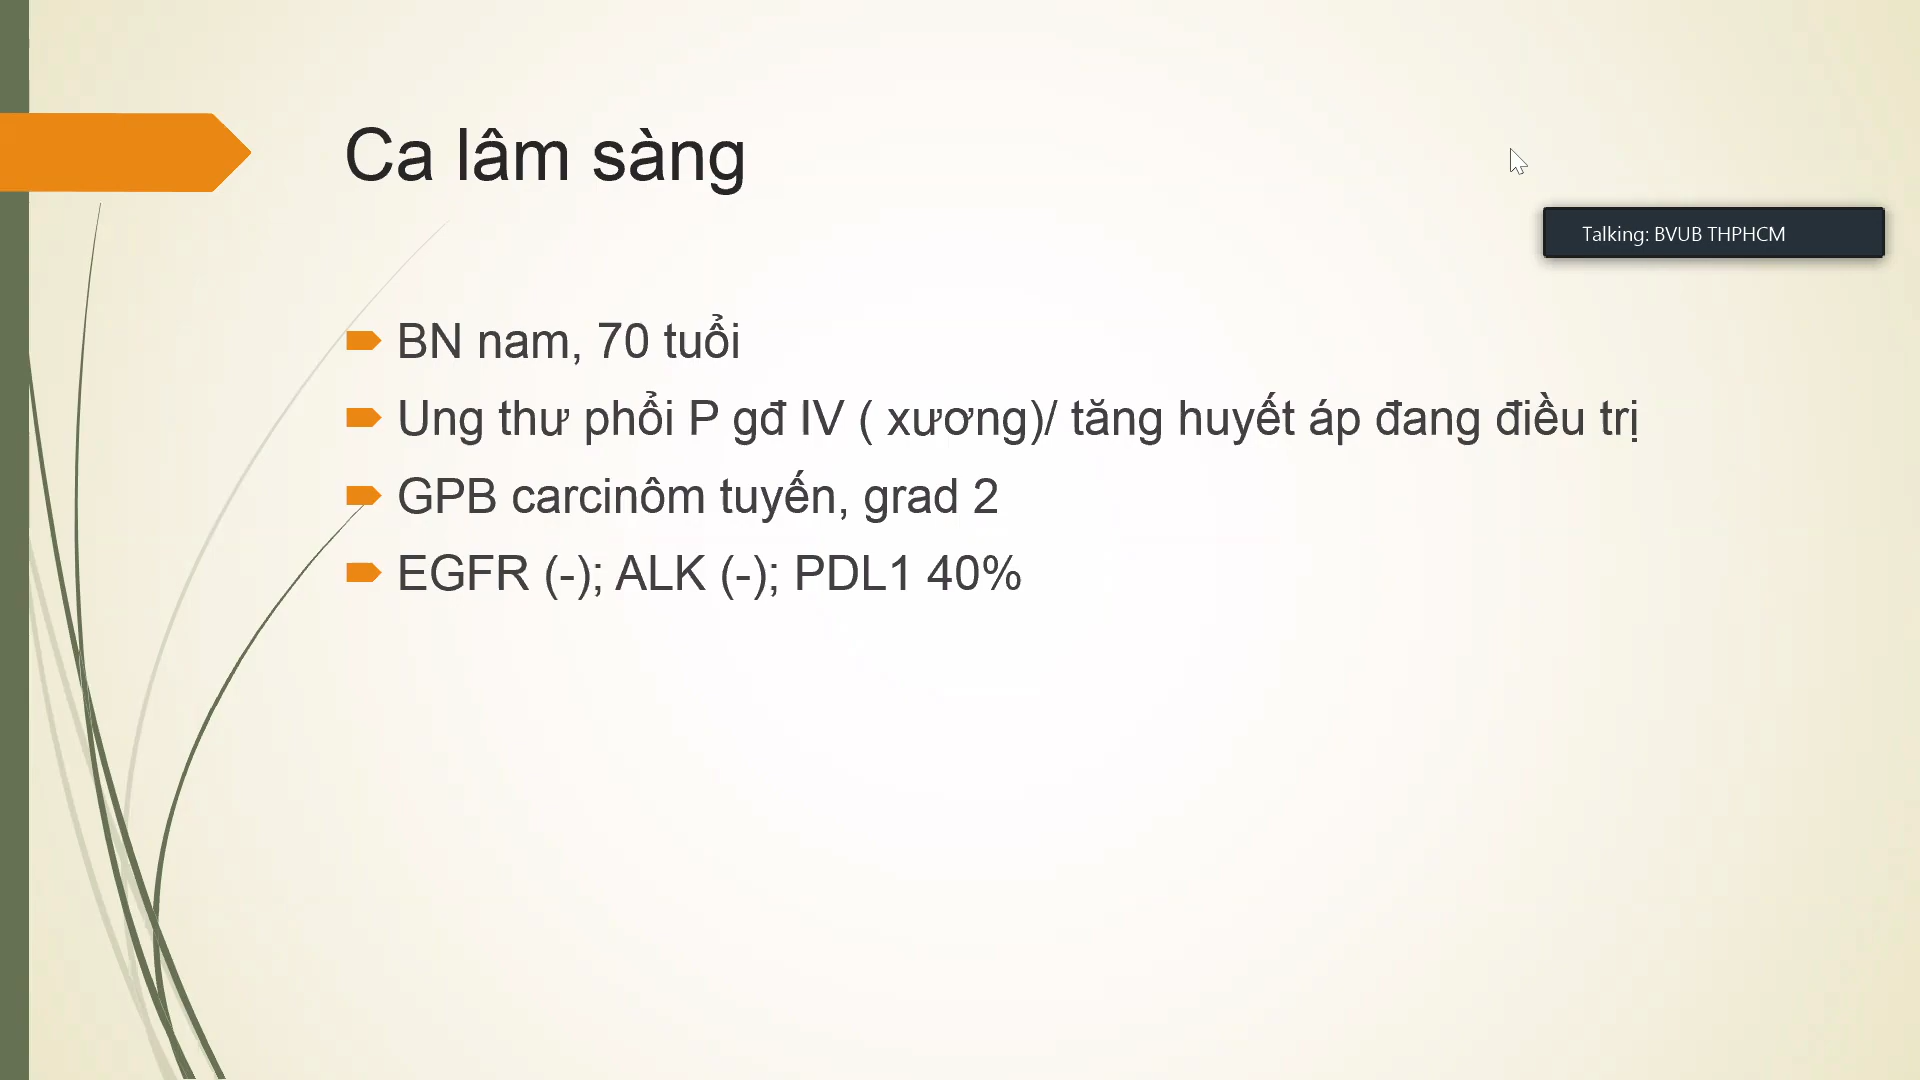 Ca lâm sàng
Talking: BVUB THPHCM
BN nam, 70 tuổi
Ung thư phổi P gđ IV ( xương)/ tăng huyết áp đang điều trị
GPB carcinôm tuyến, grad 2
EGFR (-); ALK (-); PDL1 40%